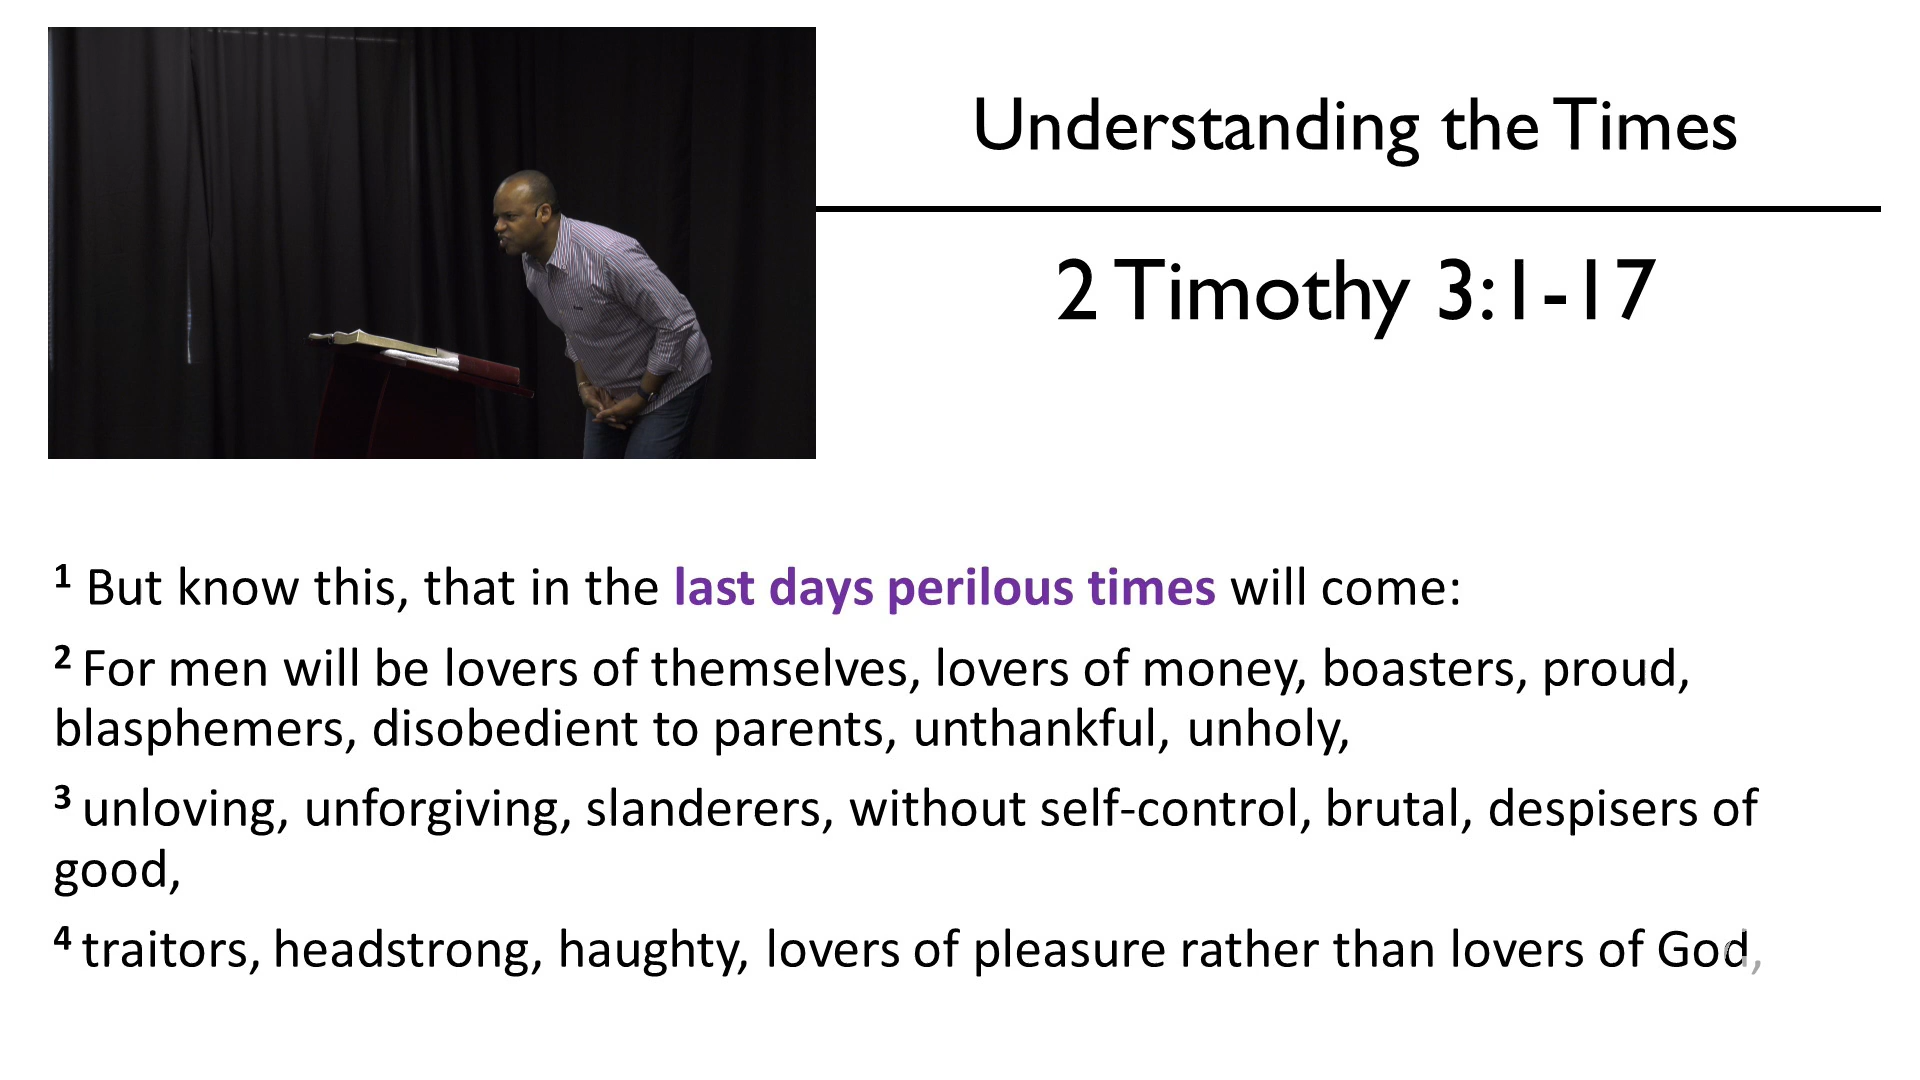 Understanding the Times
2 Timothy 3:1-17
1 But know this, that in the last days perilous times will come:
2 For men will be lovers of themselves, lovers of money, boasters, proud,
blasphemers, disobedient to parents, unthankful, unholy,
3 unloving, unforgiving, slanderers, without self-control, brutal, despisers of
good,
4 traitors, headstrong, haughty, lovers of pleasure rather than lovers of God,